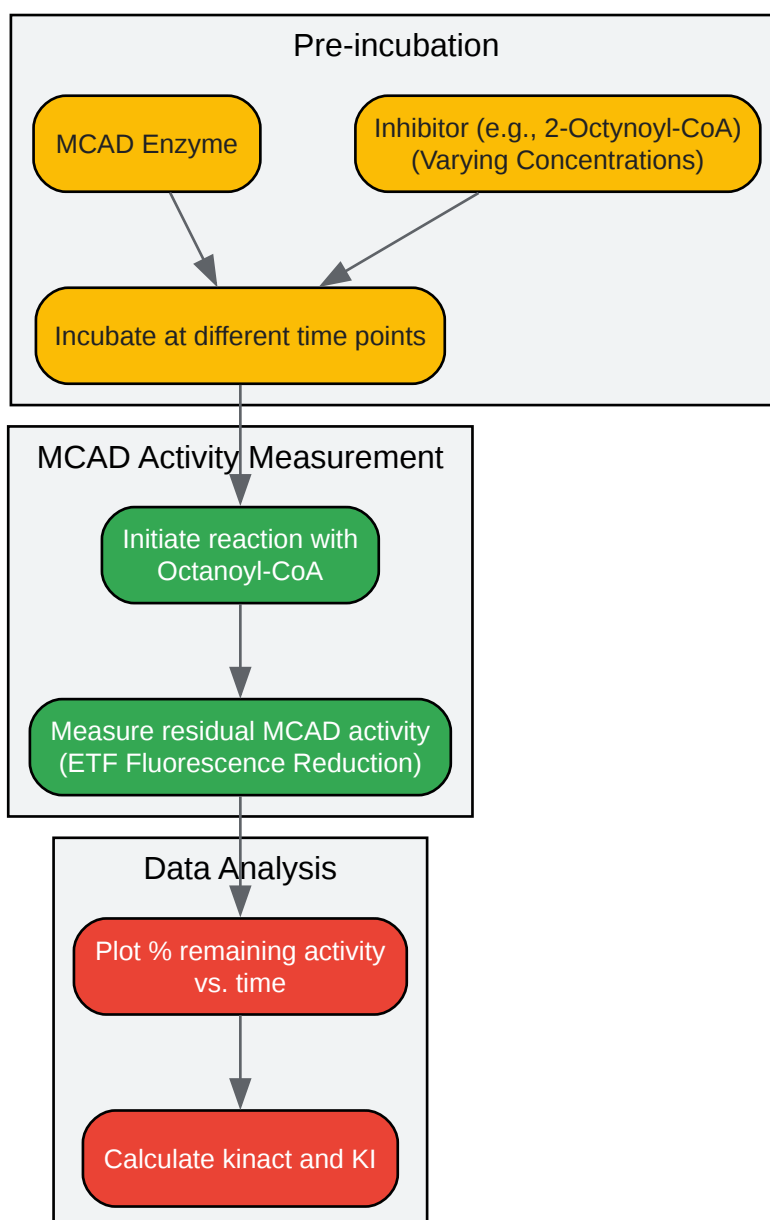 Pre-incubation
MCAD Enzyme
Inhibitor (e.g., 2-Octynoyl-CoA)
(Varying Concentrations)
Incubate at different time points
MCAD Activity Measurement
Initiate reaction with
Octanoyl-CoA
Measure residual MCAD activity
(ETF Fluorescence Reduction)
Data Analysis
Plot % remaining activity
vs. time
Calculate kinact and KI